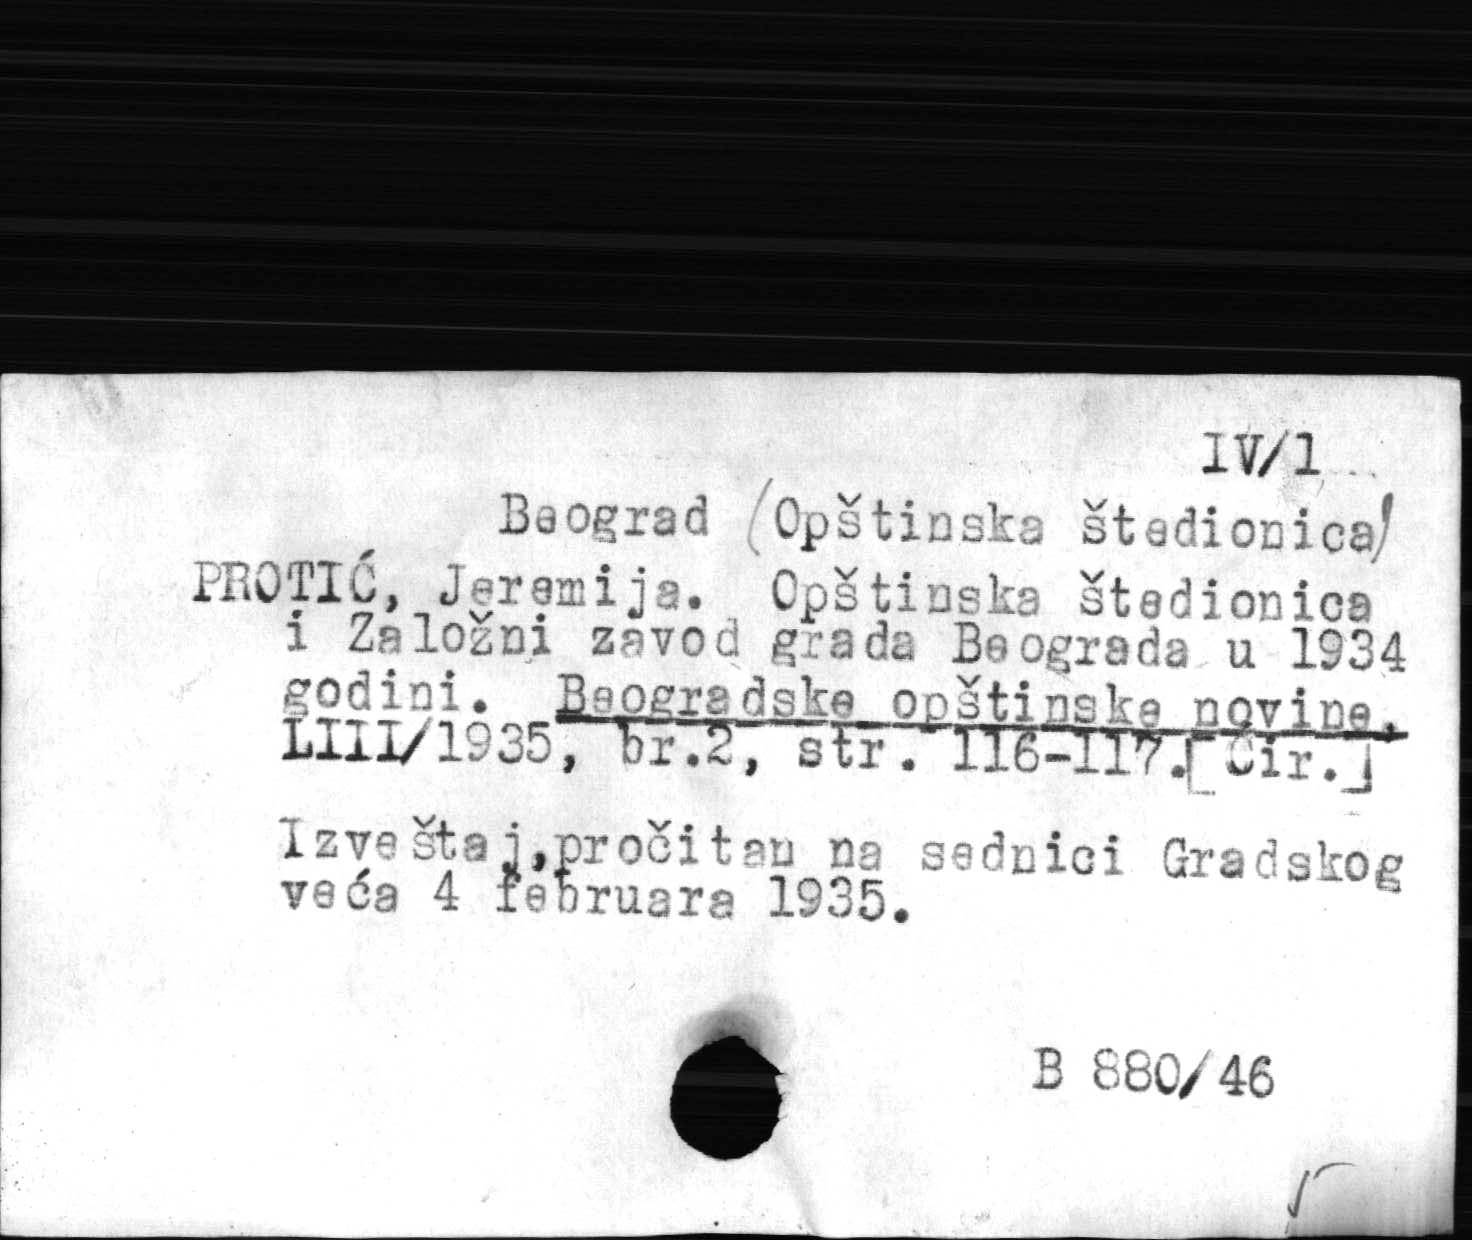 IV/1
Beograd (Opštinska štedionica)
PROTIĆ, Jeremija. Opštinska štedionica
i Založni zavod grada Beograda u 1934
godini. Beogradske opštinske novine.
LIII/1935, br.2, str. 116-117.[Ćir.]
Izveštaj,pročitan na sednici Gradskog
veća 4 februara 1935.
B 880/46